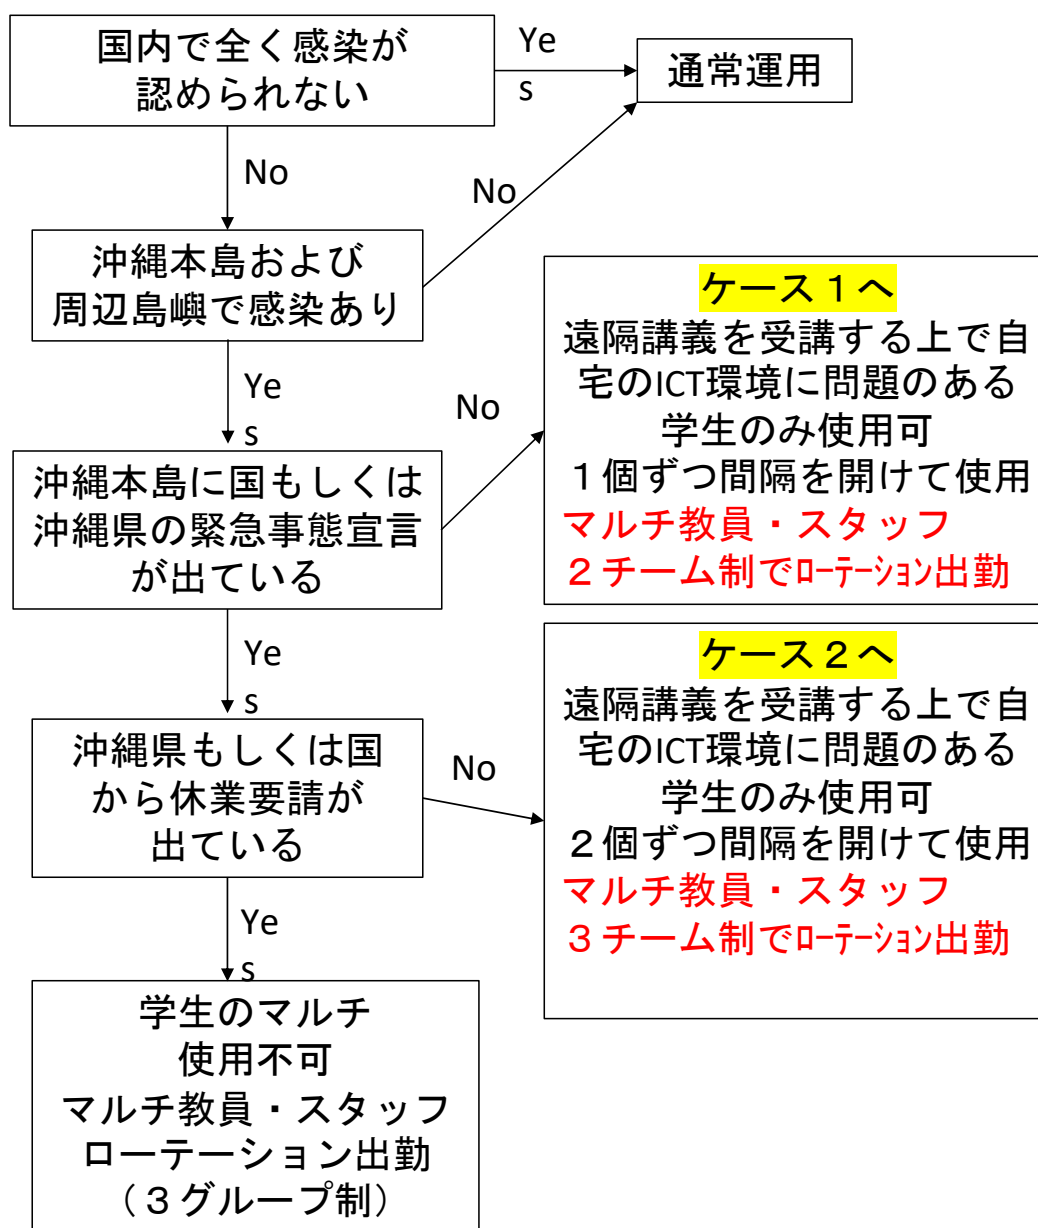 国内で全く感染が
認められない
Ye
s
通常運用
No
No
沖縄本島および
周辺島嶼で感染あり
Ye
s
No
ケース１へ
遠隔講義を受講する上で自
宅のICT環境に問題のある
学生のみ使用可
１個ずつ間隔を開けて使用
マルチ教員・スタッフ
２チーム制でﾛｰﾃｰｼｮﾝ出勤
沖縄本島に国もしくは
沖縄県の緊急事態宣言
が出ている
Ye
s
No
ケース２へ
遠隔講義を受講する上で自
宅のICT環境に問題のある
学生のみ使用可
２個ずつ間隔を開けて使用
マルチ教員・スタッフ
３チーム制でﾛｰﾃｰｼｮﾝ出勤
沖縄県もしくは国
から休業要請が
出ている
Ye
s
学生のマルチ
使用不可
マルチ教員・スタッフ
ローテーション出勤
（３グループ制）